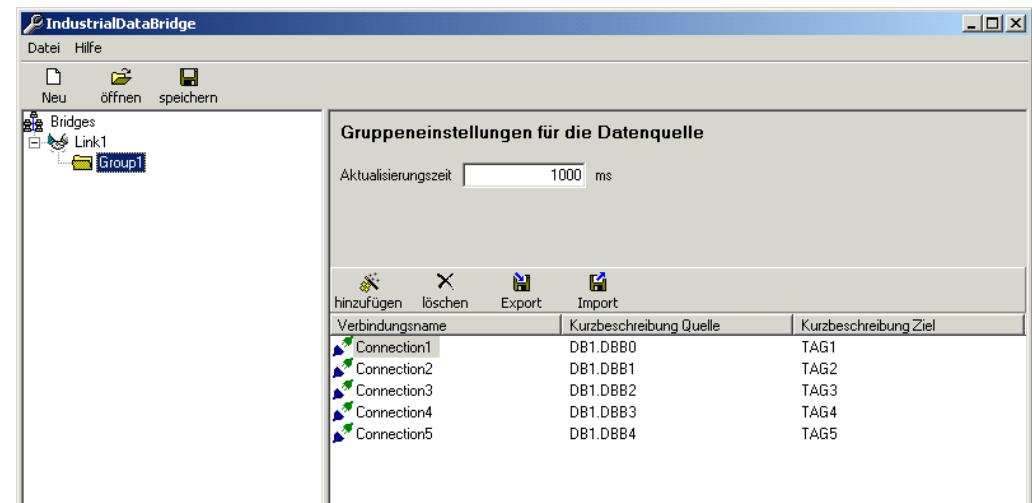 IndustrialDataBridge
Datei Hilfe
Neu öffnen speichern
Bridges
Link1
Group1
Gruppeneinstellungen für die Datenquelle
Aktualisierungszeit 1000 ms
hinzufügen löschen Export Import
Verbindungsname Kurzbeschreibung Quelle Kurzbeschreibung Ziel
Connection1 DB1.DBB0 TAG1
Connection2 DB1.DBB1 TAG2
Connection3 DB1.DBB2 TAG3
Connection4 DB1.DBB3 TAG4
Connection5 DB1.DBB4 TAG5